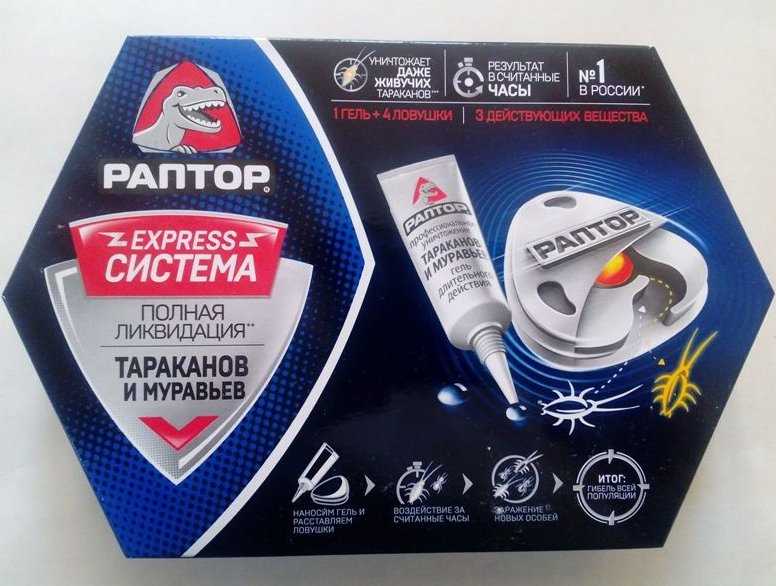 РАПТОР®
EXPRESS
СИСТЕМА
ПОЛНАЯ
ЛИКВИДАЦИЯ**
ТАРАКАНОВ
И МУРАВЬЕВ
УНИЧТОЖАЕТ
ДАЖЕ
ЖИВУЧИХ
ТАРАКАНОВ***
РЕЗУЛЬТАТ
В СЧИТАННЫЕ
ЧАСЫ
№1
В РОССИИ*
1 ГЕЛЬ + 4 ЛОВУШКИ
3 ДЕЙСТВУЮЩИХ ВЕЩЕСТВА
РАПТОР
профессиональное
уничтожение
ТАРАКАНОВ
И МУРАВЬЕВ
гель
длительного
действия
РАПТОР
НАНОСИМ ГЕЛЬ И
РАССТАВЛЯЕМ
ЛОВУШКИ
ВОЗДЕЙСТВИЕ ЗА
СЧИТАННЫЕ ЧАСЫ
ЗАРАЖЕНИЕ
НОВЫХ ОСОБЕЙ
ИТОГ:
ГИБЕЛЬ ВСЕЙ
ПОПУЛЯЦИИ